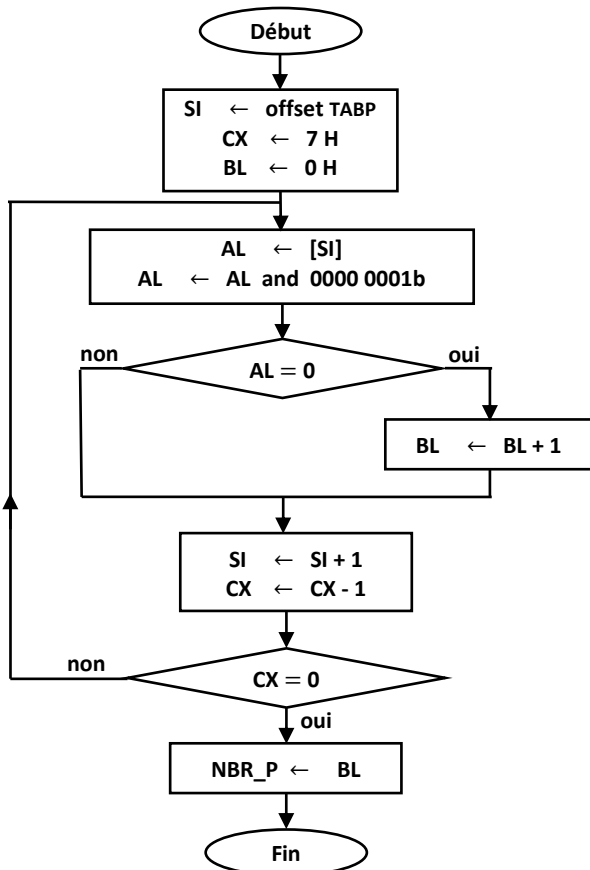 Début
SI ← offset TABP
CX ← 7 H
BL ← 0 H
AL ← [SI]
AL ← AL and 0000 0001b
non
oui
AL = 0
BL ← BL + 1
SI ← SI + 1
CX ← CX - 1
non
CX = 0
oui
NBR_P ← BL
Fin